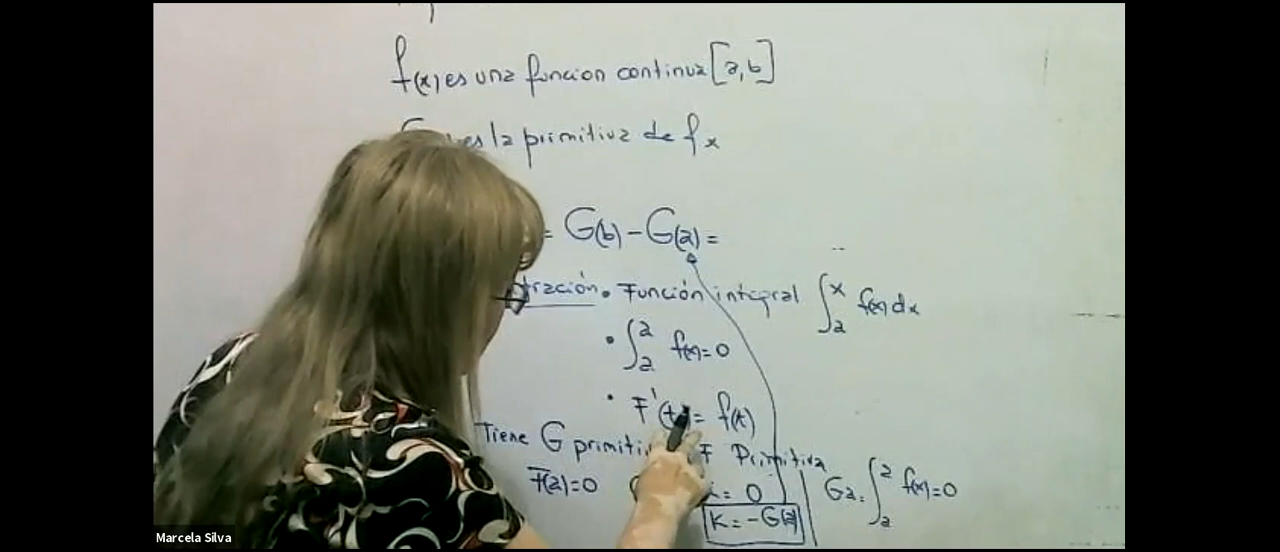 f(x) es una funcion continua [a,b]
es la primitiva de f x
= G(b) - G(a) =
tración • Función integral ∫ₐˣ f(x) dx
• ∫ₐᵃ f(x)=0
• F'(t) = f(t)
Tiene G primiti F Primitiva
F(a)=0 k = 0 Ga = ∫ₐᵃ f(x)=0
K = -G(a)
Marcela Silva